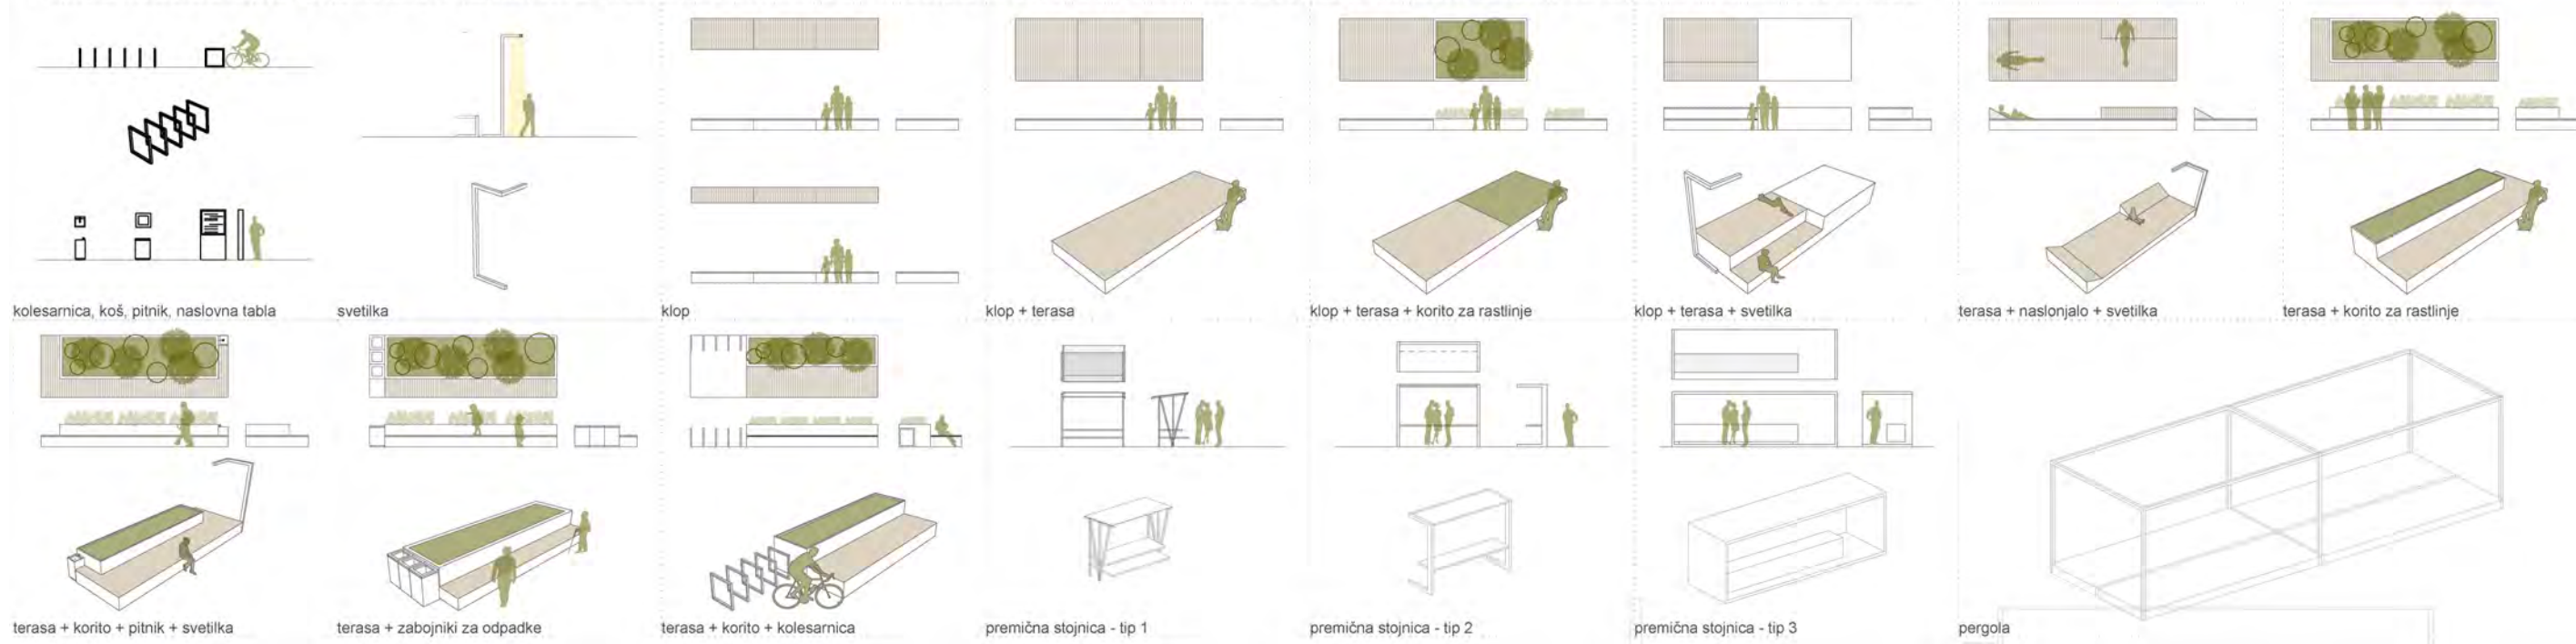 kolesarnica, koš, pitnik, naslovna tabla
svetilka
klop
klop + terasa
klop + terasa + korito za rastlinje
klop + terasa + svetilka
terasa + naslonjalo + svetilka
terasa + korito za rastlinje
terasa + korito + pitnik + svetilka
terasa + zabojniki za odpadke
terasa + korito + kolesarnica
premična stojnica - tip 1
premična stojnica - tip 2
premična stojnica - tip 3
pergola